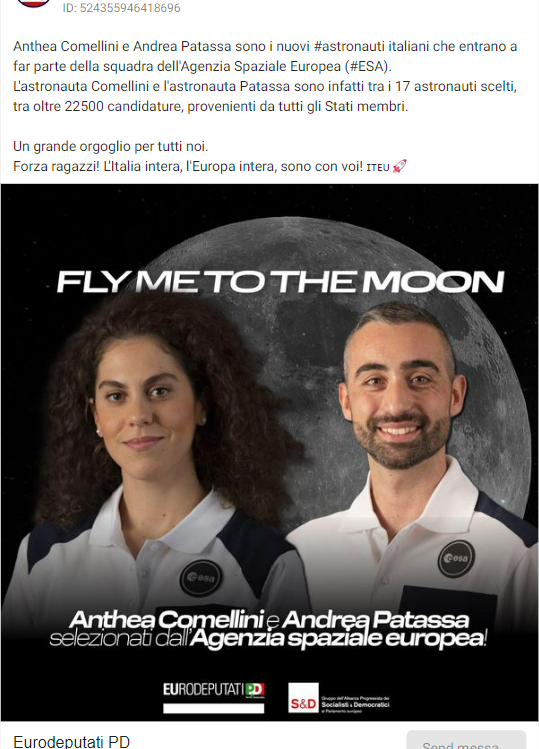 ID: 524355946418696
Anthea Comellini e Andrea Patassa sono i nuovi #astronauti italiani che entrano a
far parte della squadra dell'Agenzia Spaziale Europea (#ESA).
L'astronauta Comellini e l'astronauta Patassa sono infatti tra i 17 astronauti scelti,
tra oltre 22500 candidature, provenienti da tutti gli Stati membri.
Un grande orgoglio per tutti noi.
Forza ragazzi! L'Italia intera, l'Europa intera, sono con voi! ITEU 🚀
FLY ME TO THE MOON
esa
esa
Anthea Comellini e Andrea Patassa
selezionati dall'Agenzia spaziale europea!
EURODEPUTATI PD
S&D
Gruppo dell'Alleanza Progressista dei
Socialisti & Democratici
al Parlamento europeo
Eurodeputati PD
Send messa...